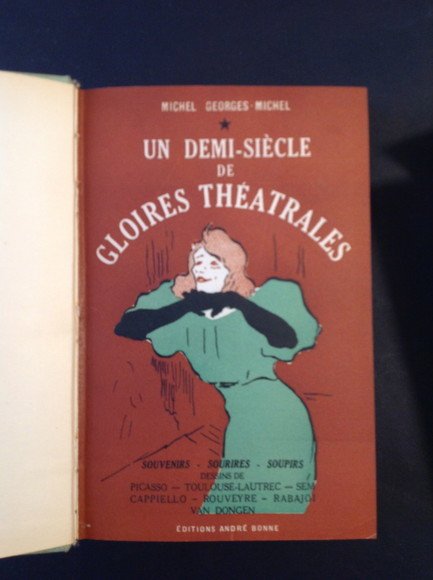 MICHEL GEORGES-MICHEL
UN DEMI-SIÈCLE
DE
GLOIRES THÉATRALES
SOUVENIRS - SOURIRES - SOUPIRS
DESSINS DE
PICASSO — TOULOUSE-LAUTREC — SEM
CAPPIELLO — ROUVEYRE — RABAJOI
VAN DONGEN
ÉDITIONS ANDRÉ BONNE